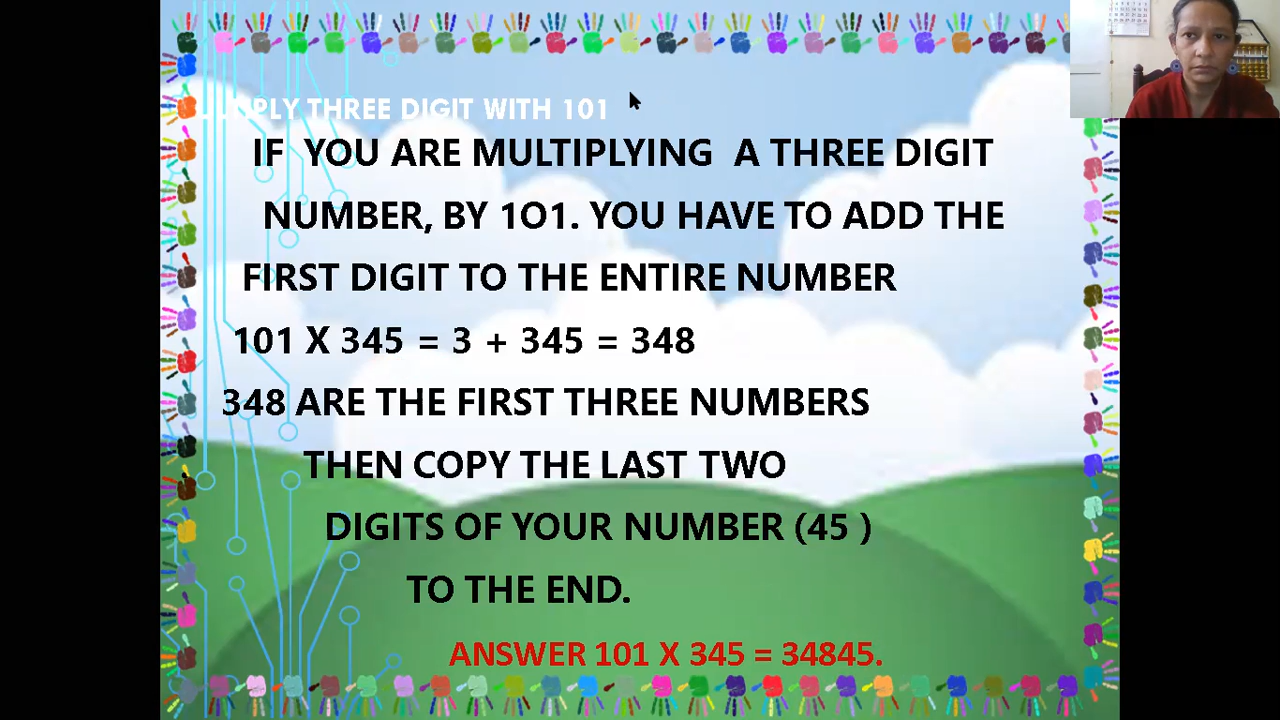 MULTIPLY THREE DIGIT WITH 101
IF YOU ARE MULTIPLYING A THREE DIGIT
NUMBER, BY 1O1. YOU HAVE TO ADD THE
FIRST DIGIT TO THE ENTIRE NUMBER
101 X 345 = 3 + 345 = 348
348 ARE THE FIRST THREE NUMBERS
THEN COPY THE LAST TWO
DIGITS OF YOUR NUMBER (45 )
TO THE END.
ANSWER 101 X 345 = 34845.